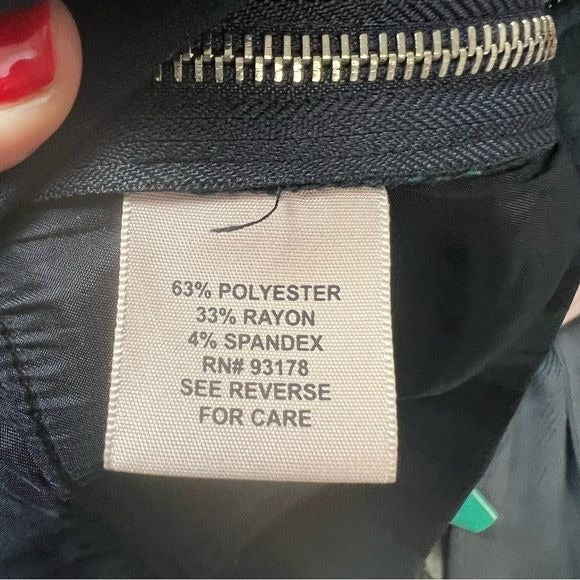 63% POLYESTER
33% RAYON
4% SPANDEX
RN# 93178
SEE REVERSE
FOR CARE